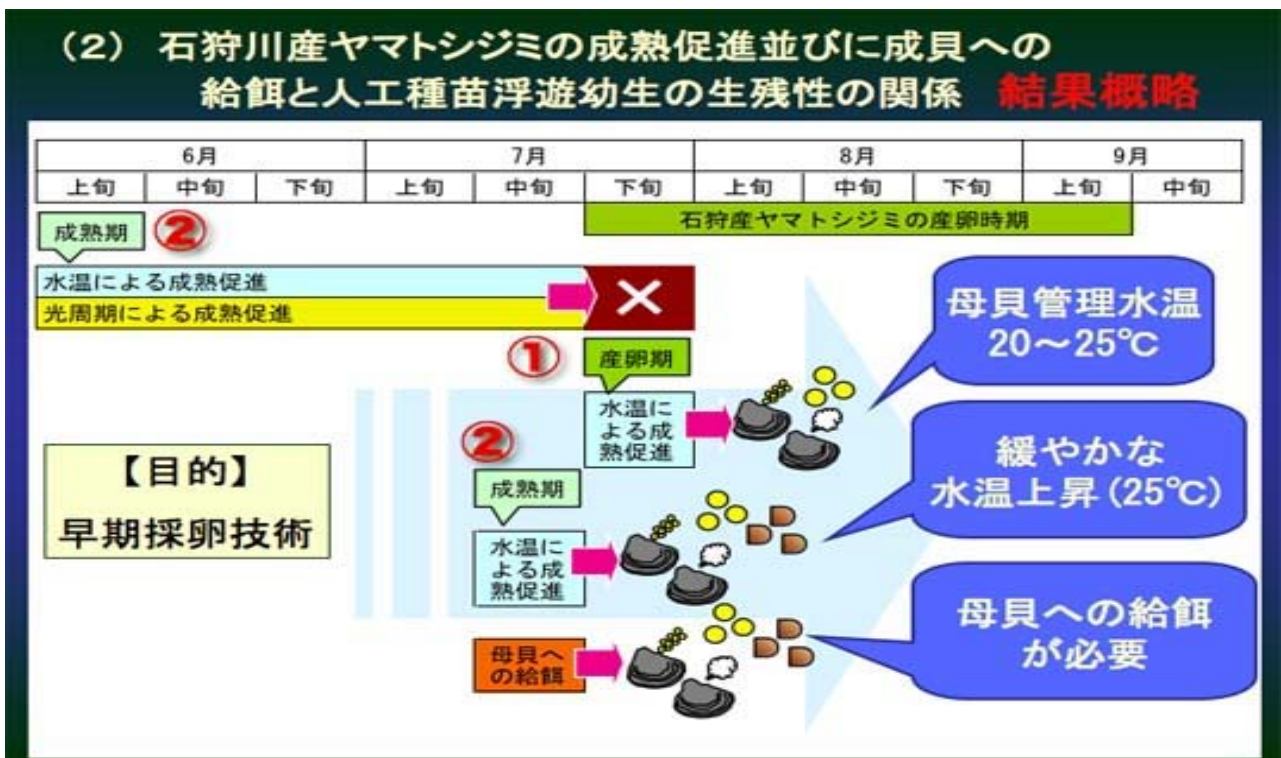 (2) 石狩川産ヤマトシジミの成熟促進並びに成貝への
給餌と人工種苗浮遊幼生の生残性の関係 結果概略
6月 7月 8月 9月
上旬 中旬 下旬 上旬 中旬 下旬 上旬 中旬 下旬 上旬 中旬
石狩産ヤマトシジミの産卵時期
成熟期 ②
水温による成熟促進
光周期による成熟促進
×
① 産卵期
水温に
よる成
熟促進
母貝管理水温
20～25℃
② 成熟期
水温に
よる成
熟促進
緩やかな
水温上昇(25℃)
【目的】
早期採卵技術
母貝へ
の給餌
母貝への給餌
が必要